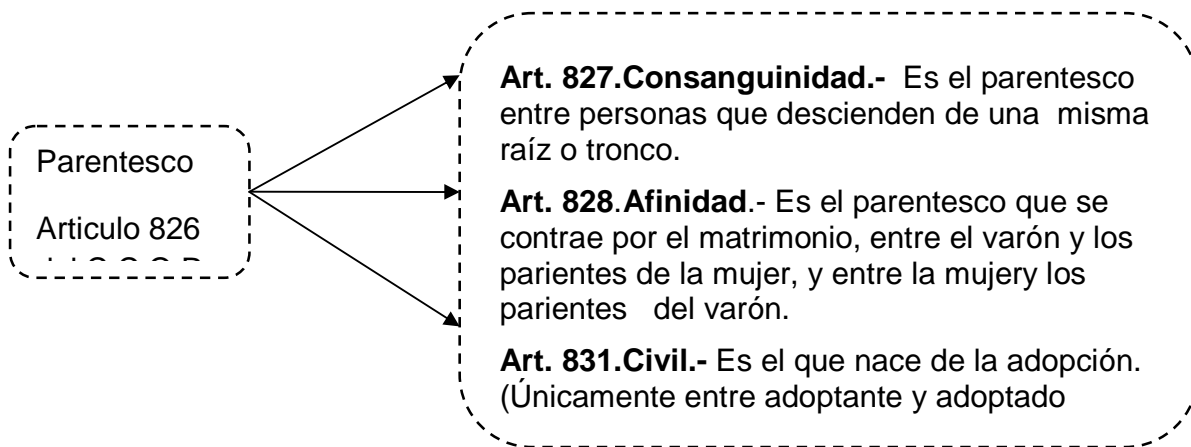 Parentesco
Articulo 826
Art. 827.Consanguinidad.- Es el parentesco
entre personas que descienden de una misma
raíz o tronco.
Art. 828.Afinidad.- Es el parentesco que se
contrae por el matrimonio, entre el varón y los
parientes de la mujer, y entre la mujery los
parientes del varón.
Art. 831.Civil.- Es el que nace de la adopción.
(Únicamente entre adoptante y adoptado